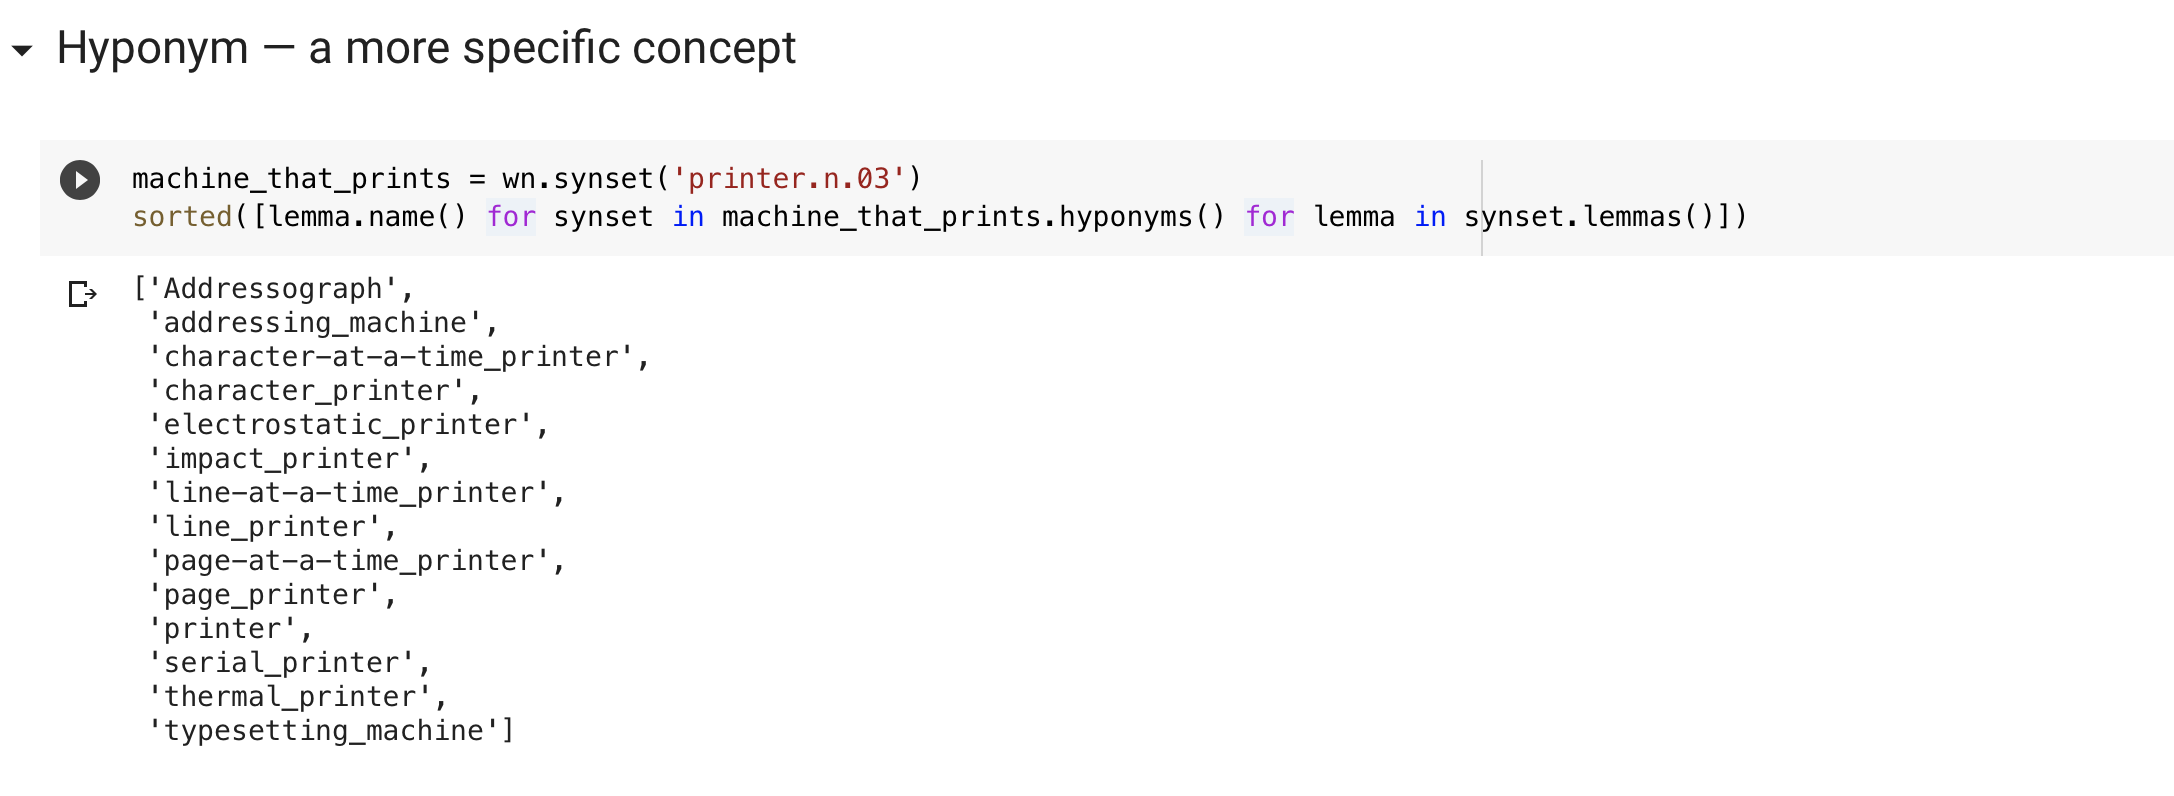 Hyponym — a more specific concept
machine_that_prints = wn.synset('printer.n.03')
sorted([lemma.name() for synset in machine_that_prints.hyponyms() for lemma in synset.lemmas()])
['Addressograph',
 'addressing_machine',
 'character-at-a-time_printer',
 'character_printer',
 'electrostatic_printer',
 'impact_printer',
 'line-at-a-time_printer',
 'line_printer',
 'page-at-a-time_printer',
 'page_printer',
 'printer',
 'serial_printer',
 'thermal_printer',
 'typesetting_machine']